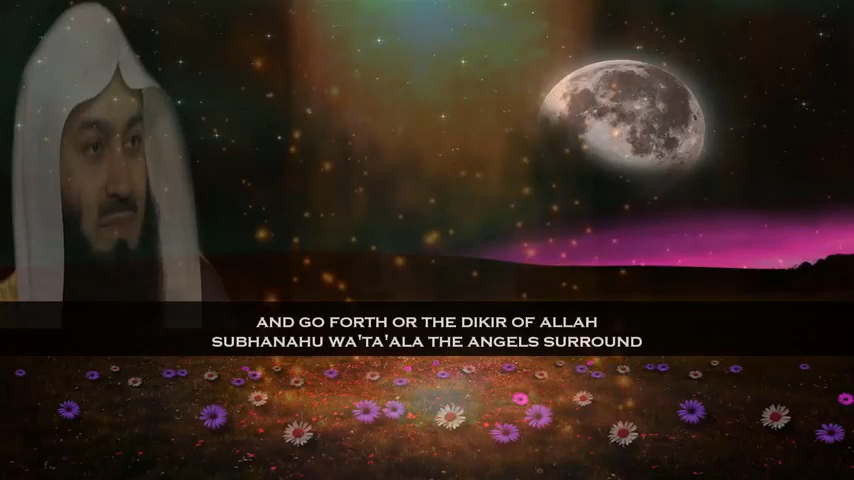 AND GO FORTH OR THE DIKIR OF ALLAH
SUBHANAHU WA'TA'ALA THE ANGELS SURROUND